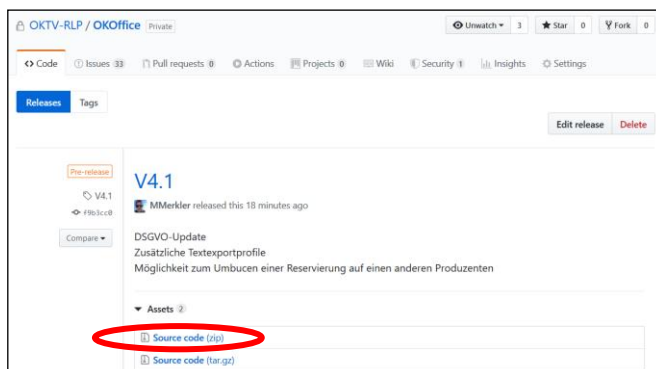 OKTV-RLP / OKOffice Private
Unwatch 3 Star 0 Fork 0
Code Issues 33 Pull requests 0 Actions Projects 0 Wiki Security 1 Insights Settings
Releases Tags
Edit release Delete
Pre-release
V4.1
V4.1
MMerkler released this 18 minutes ago
f9b3cc0
Compare
DSGVO-Update
Zusätzliche Textexportprofile
Möglichkeit zum Umbucen einer Reservierung auf einen anderen Produzenten
Assets 2
Source code (zip)
Source code (tar.gz)